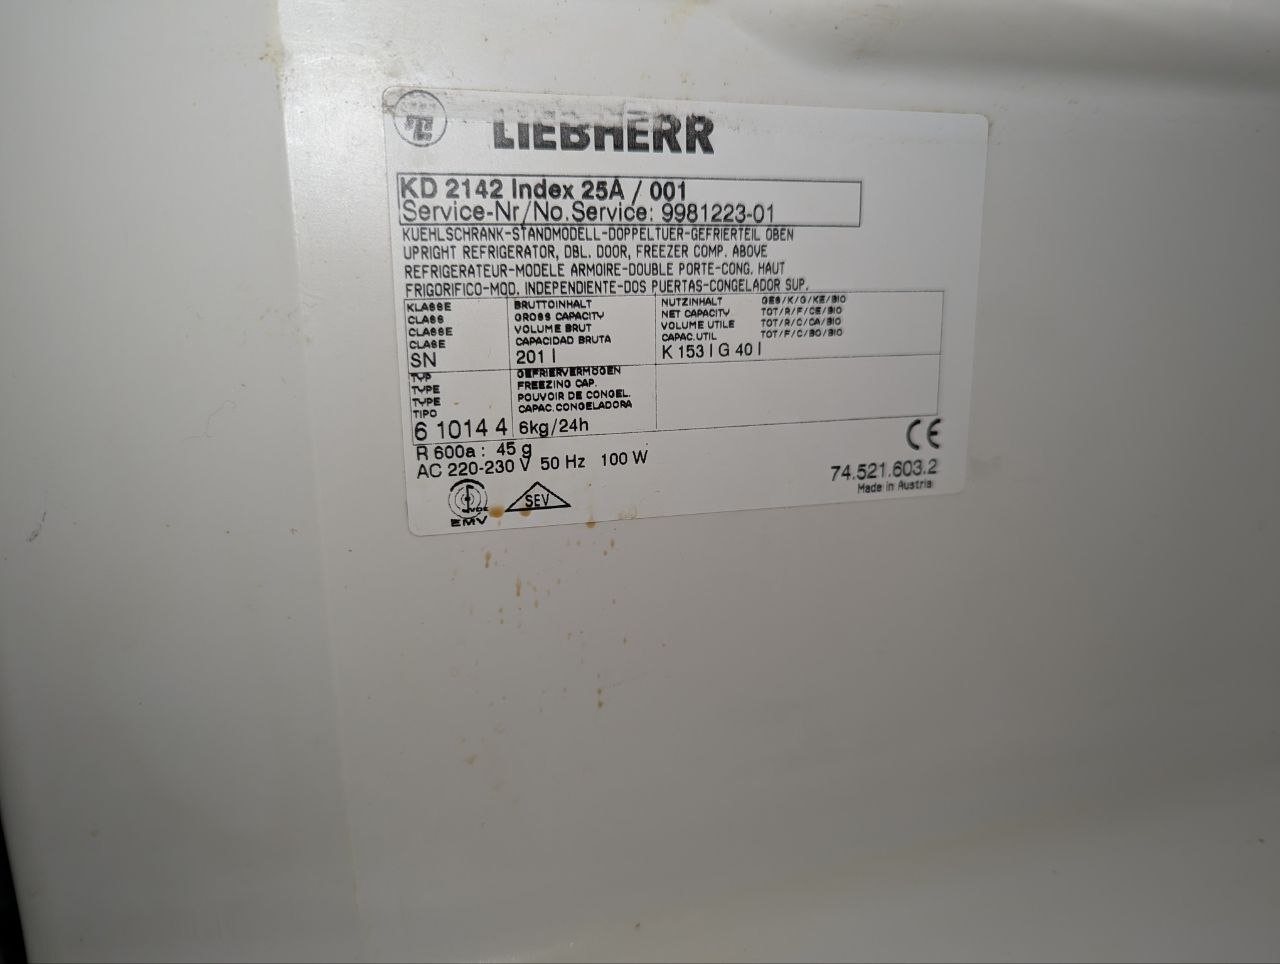 LIEBHERR
KD 2142 Index 25A / 001
Service-Nr/No.Service: 9981223-01
KUEHLSCHRANK-STANDMODELL-DOPPELTUER-GEFRIERTEIL OBEN
UPRIGHT REFRIGERATOR, DBL. DOOR, FREEZER COMP. ABOVE
REFRIGERATEUR-MODELE ARMOIRE-DOUBLE PORTE-CONG. HAUT
FRIGORIFICO-MOD. INDEPENDIENTE-DOS PUERTAS-CONGELADOR SUP.
KLASSE BRUTTOINHALT NUTZINHALT GES/K/G/KE/BIO
CLASS GROSS CAPACITY NET CAPACITY TOT/R/F/CE/BIO
CLASSE VOLUME BRUT VOLUME UTILE TOT/R/C/CA/BIO
CLASE CAPACIDAD BRUTA CAPAC.UTIL TOT/F/C/BO/BIO
SN 201 l K 153 l G 40 l
TYP GEFRIERVERMÖGEN
TYPE FREEZING CAP.
TYPE POUVOIR DE CONGEL.
TIPO CAPAC.CONGELADORA
6 1014 4 6kg/24h
R 600a : 45 g
AC 220-230 V 50 Hz 100 W
CE
74.521.603.2
Made in Austria
VDE
EMV
SEV